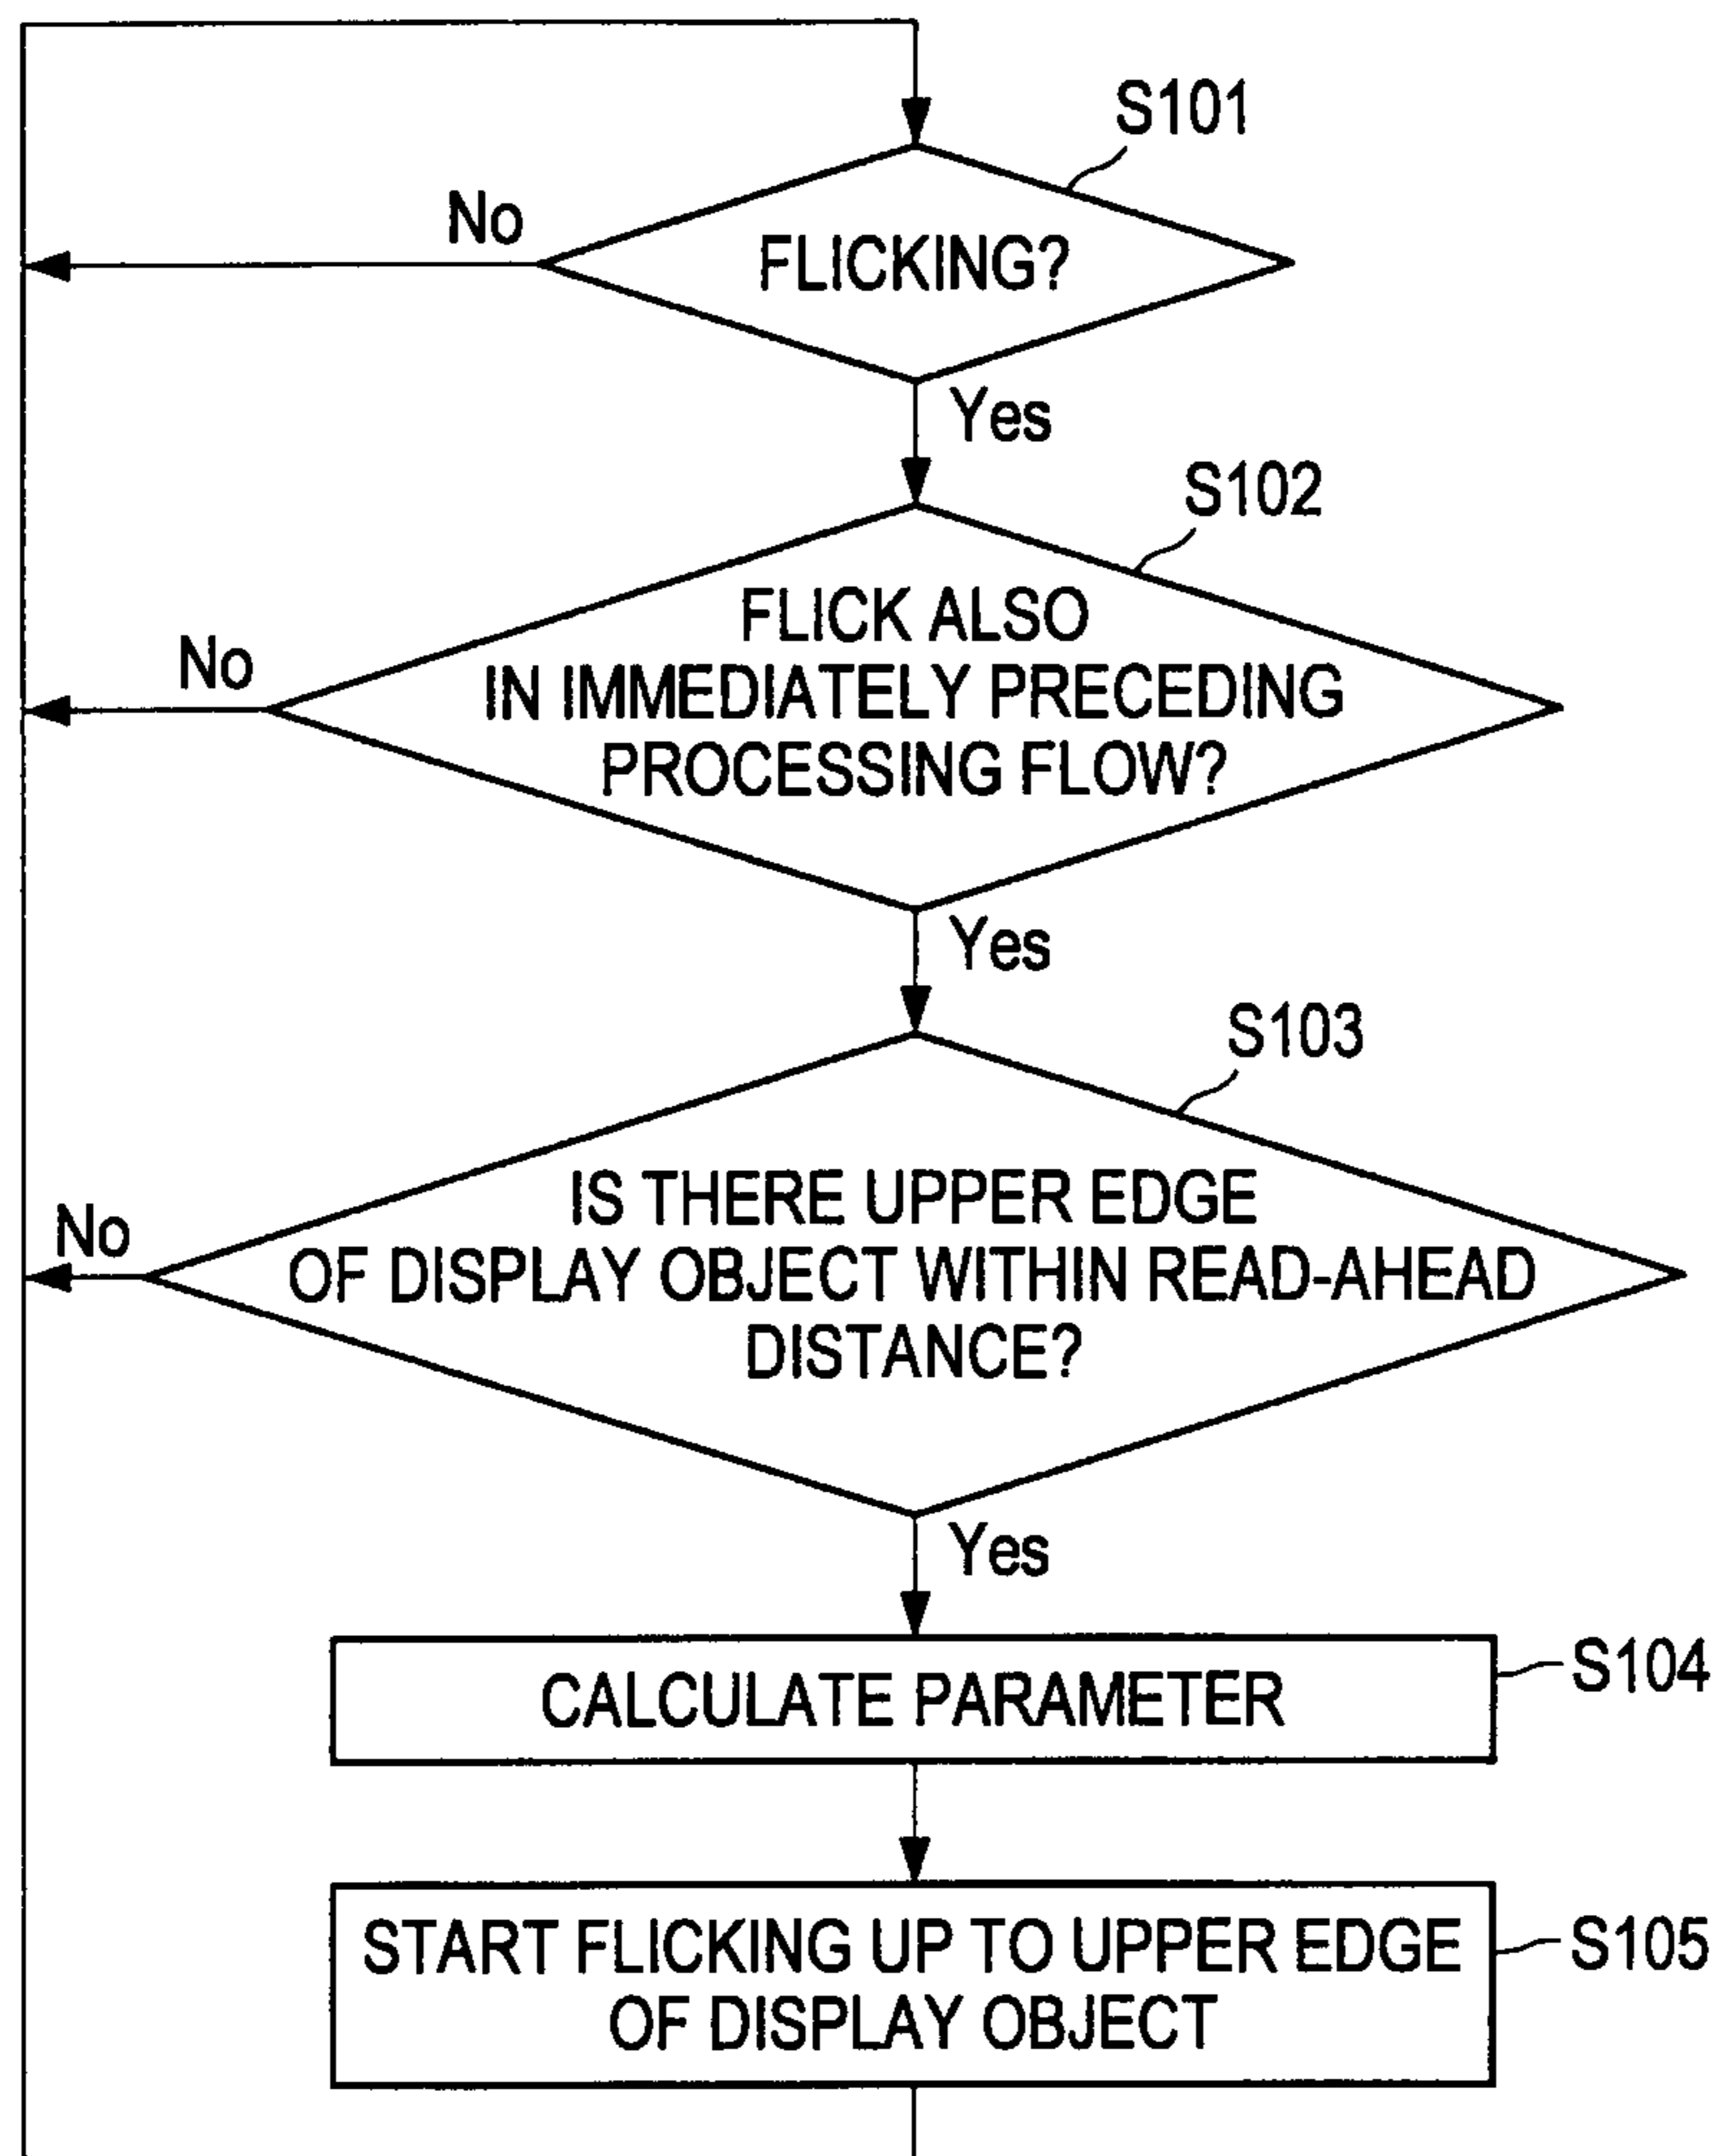 S101
No
FLICKING?
Yes
S102
No
FLICK ALSO
IN IMMEDIATELY PRECEDING
PROCESSING FLOW?
Yes
S103
No
IS THERE UPPER EDGE
OF DISPLAY OBJECT WITHIN READ-AHEAD
DISTANCE?
Yes
CALCULATE PARAMETER
S104
START FLICKING UP TO UPPER EDGE
OF DISPLAY OBJECT
S105